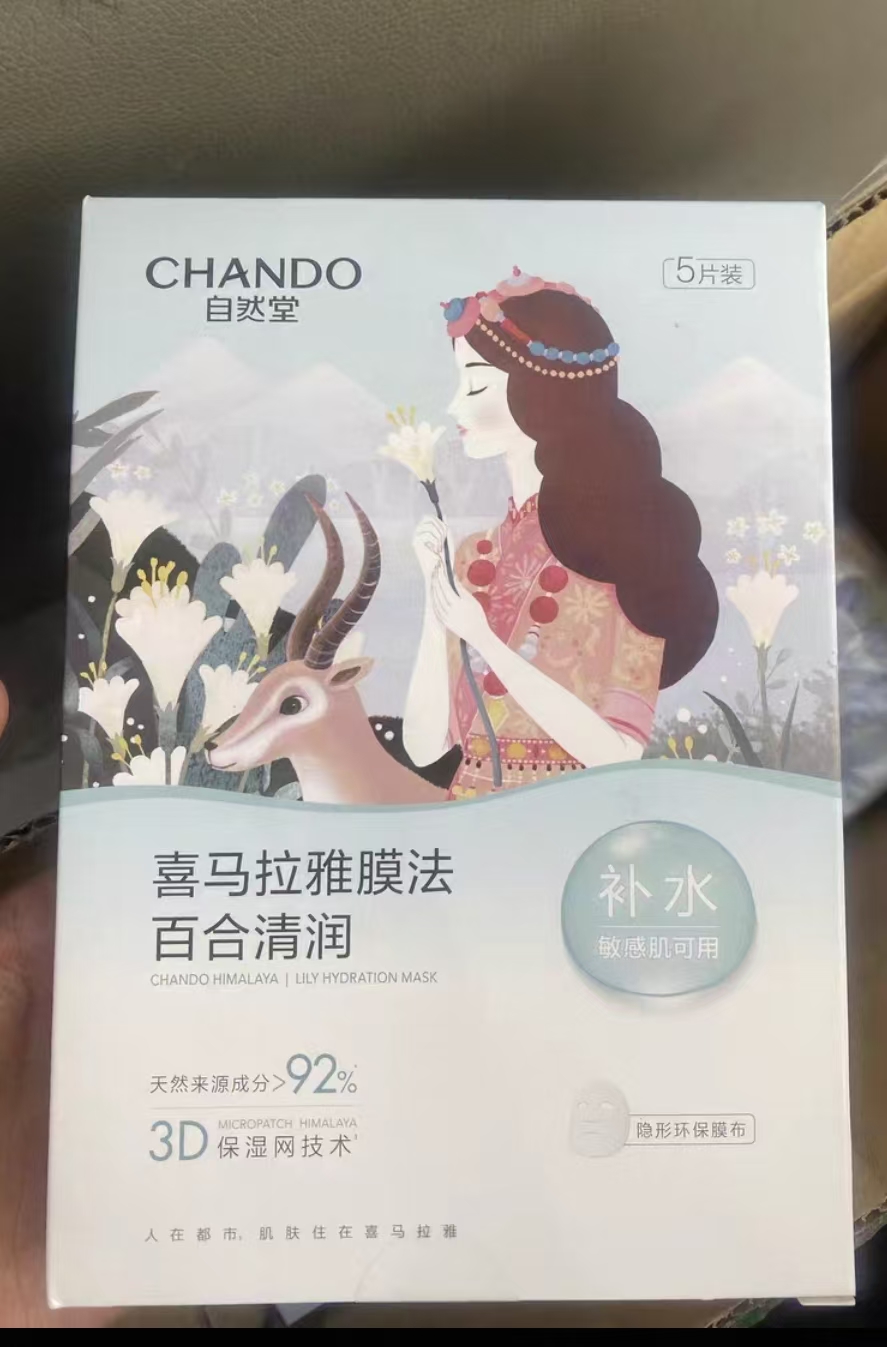 CHANDO
自然堂
5片装
喜马拉雅膜法
百合清润
CHANDO HIMALAYA | LILY HYDRATION MASK
补水
敏感肌可用
天然来源成分>92%
3D MICROPATCH HIMALAYA
保湿网技术¹
隐形环保膜布
人在都市,肌肤住在喜马拉雅